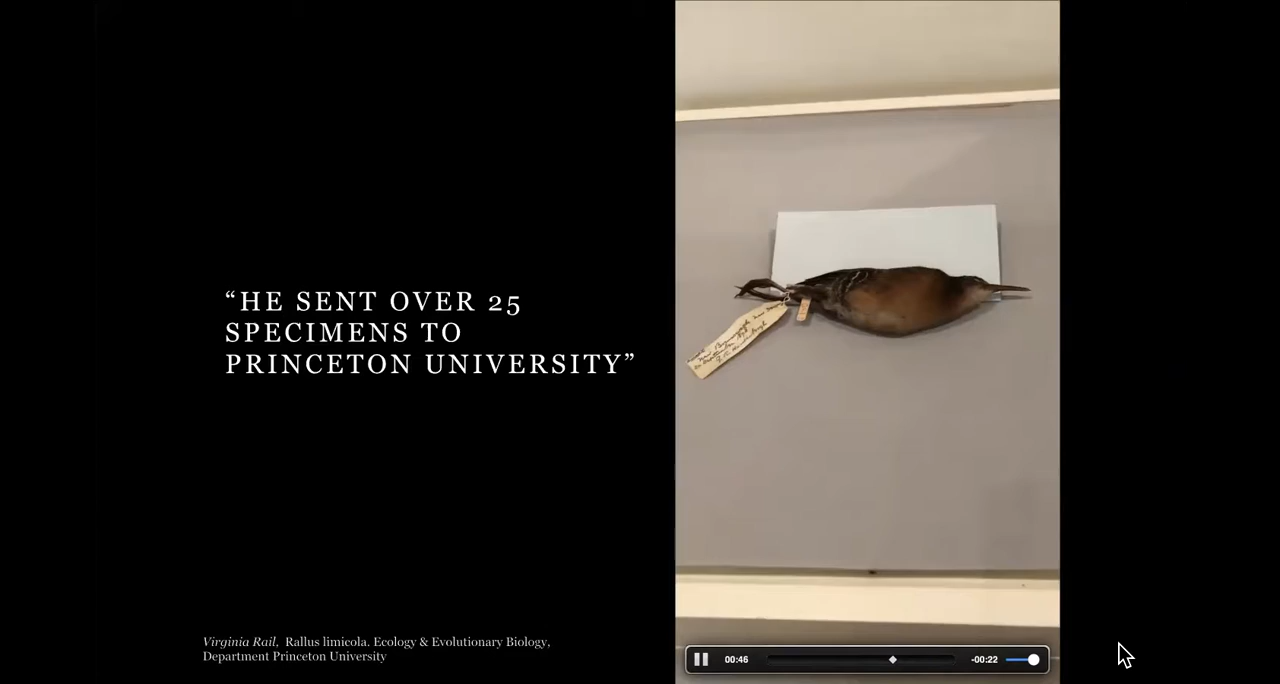 “HE SENT OVER 25
SPECIMENS TO
PRINCETON UNIVERSITY”
Virginia Rail, Rallus limicola. Ecology & Evolutionary Biology,
Department Princeton University
00:46
-00:22